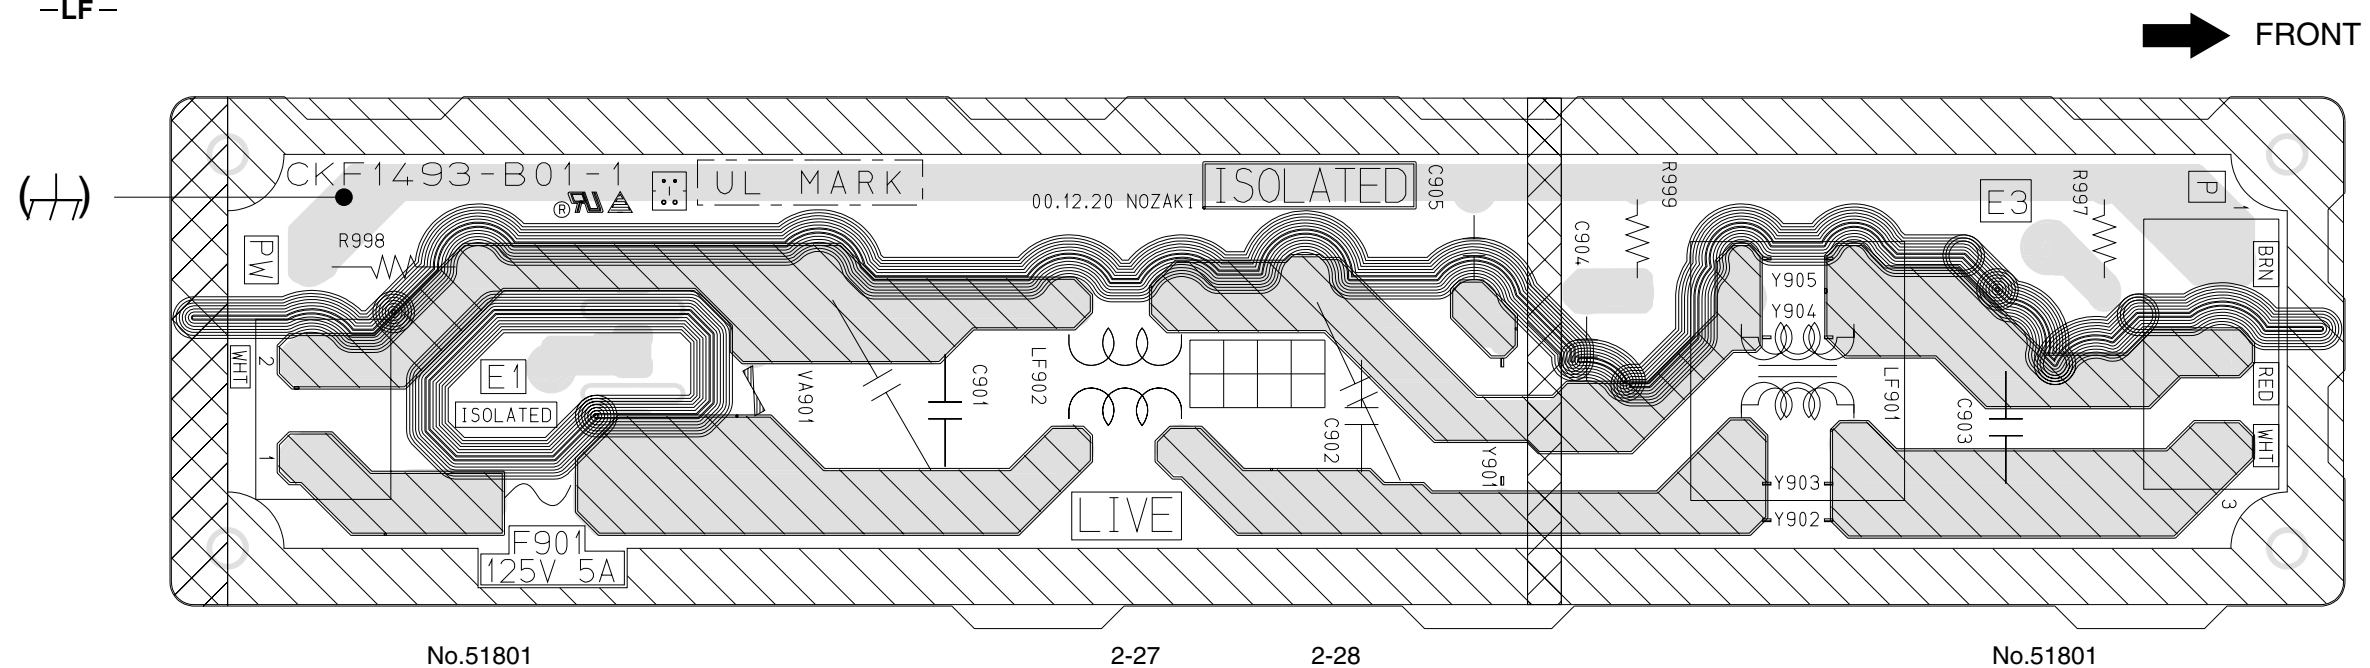 –LF–
FRONT
CKF1493-B01-1
UL MARK
00.12.20 NOZAKI
ISOLATED
C905
R999
R997
E3
P
1
R998
PW
C904
BRN
Y905
Y904
WHT
2
E1
ISOLATED
VA901
C901
LF902
C902
LF901
C903
RED
WHT
1
Y901
Y903
Y902
3
LIVE
F901
125V 5A
No.51801
2-27
2-28
No.51801